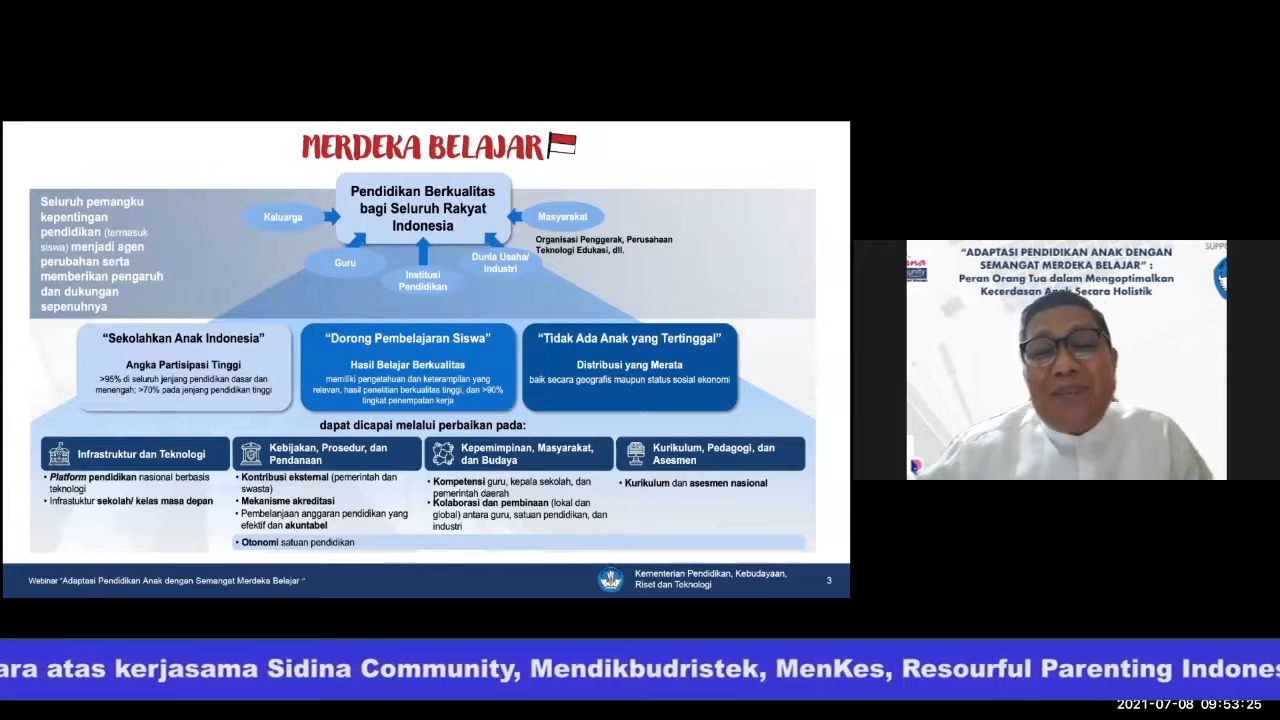 MERDEKA BELAJAR
Seluruh pemangku
kepentingan
pendidikan (termasuk
siswa) menjadi agen
perubahan serta
memberikan pengaruh
dan dukungan
sepenuhnya
Pendidikan Berkualitas
bagi Seluruh Rakyat
Indonesia
Keluarga
Masyarakat
Organisasi Penggerak, Perusahaan
Teknologi Edukasi, dll.
Guru
Institusi
Pendidikan
Dunia Usaha/
Industri
“Sekolahkan Anak Indonesia”
Angka Partisipasi Tinggi
>95% di seluruh jenjang pendidikan dasar dan
menengah; >70% pada jenjang pendidikan tinggi
“Dorong Pembelajaran Siswa”
Hasil Belajar Berkualitas
memiliki pengetahuan dan keterampilan yang
relevan, hasil penelitian berkualitas tinggi, dan >90%
tingkat penempatan kerja
“Tidak Ada Anak yang Tertinggal”
Distribusi yang Merata
baik secara geografis maupun status sosial ekonomi
dapat dicapai melalui perbaikan pada:
Infrastruktur dan Teknologi
• Platform pendidikan nasional berbasis
teknologi
• Infrastuktur sekolah/ kelas masa depan
Kebijakan, Prosedur, dan
Pendanaan
• Kontribusi eksternal (pemerintah dan
swasta)
• Mekanisme akreditasi
• Pembelanjaan anggaran pendidikan yang
efektif dan akuntabel
Kepemimpinan, Masyarakat,
dan Budaya
• Kompetensi guru, kepala sekolah, dan
pemerintah daerah
• Kolaborasi dan pembinaan (lokal dan
global) antara guru, satuan pendidikan, dan
industri
Kurikulum, Pedagogi, dan
Asesmen
• Kurikulum dan asesmen nasional
• Otonomi satuan pendidikan
Webinar “Adaptasi Pendidikan Anak dengan Semangat Merdeka Belajar ”
Kementerian Pendidikan, Kebudayaan,
Riset dan Teknologi
3
“ADAPTASI PENDIDIKAN ANAK DENGAN
SEMANGAT MERDEKA BELAJAR” :
Peran Orang Tua dalam Mengoptimalkan
Kecerdasan Anak Secara Holistik
SUPPO
ina
unity
ara atas kerjasama Sidina Community, Mendikbudristek, MenKes, Resourful Parenting Indones
2021-07-08 09:53:25